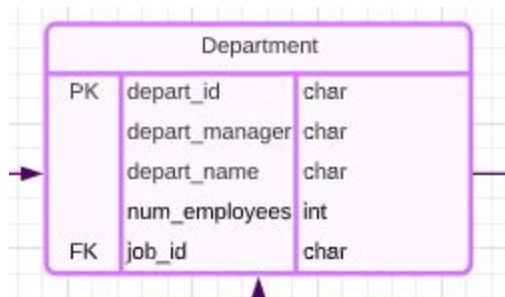 Department
PK depart_id char
depart_manager char
depart_name char
num_employees int
FK job_id char